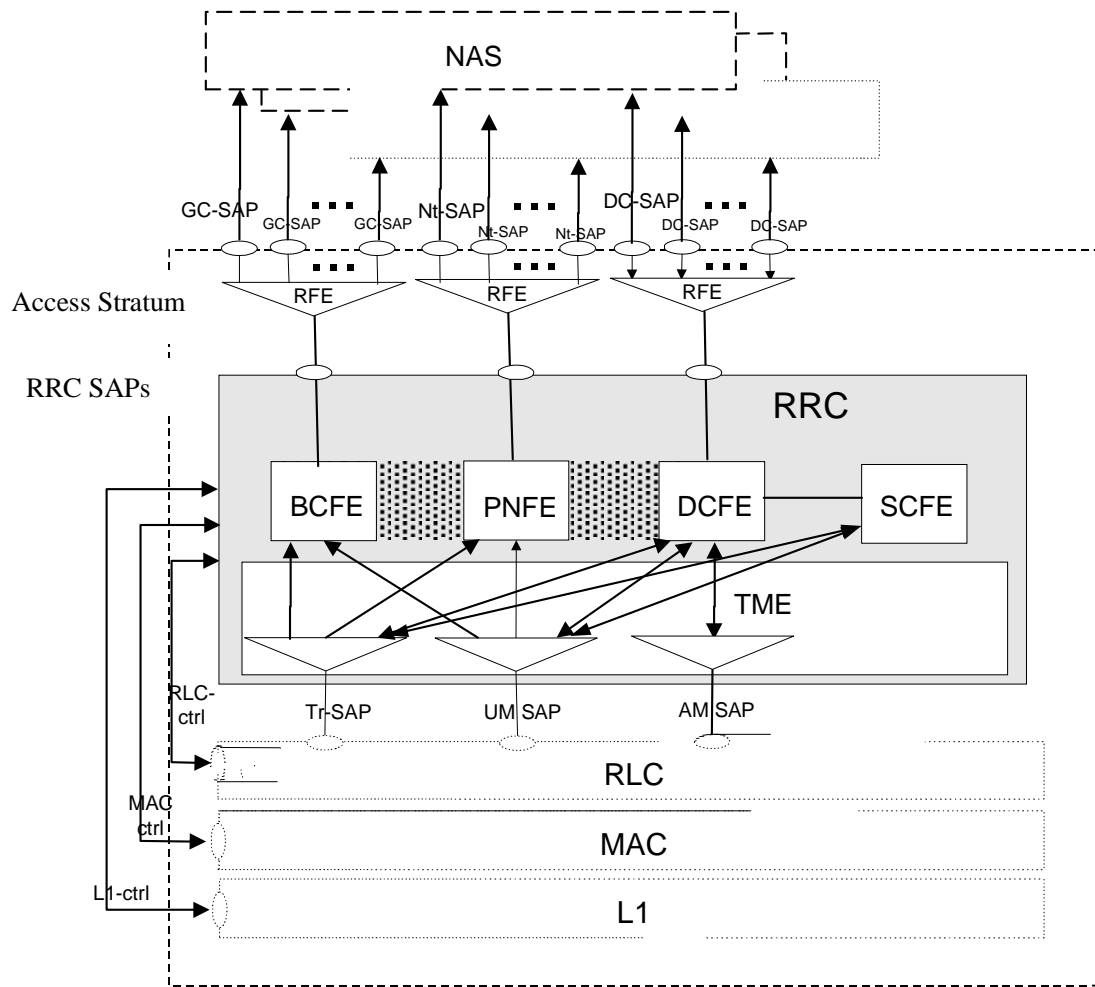 NAS
GC-SAP
GC-SAP
GC-SAP
Nt-SAP
Nt-SAP
Nt-SAP
DC-SAP
DC-SAP
DC-SAP
RFE
RFE
RFE
Access Stratum
RRC SAPs
RRC
BCFE
PNFE
DCFE
SCFE
TME
RLC-
ctrl
Tr-SAP
UM SAP
AM SAP
RLC
MAC
ctrl
MAC
L1-ctrl
L1